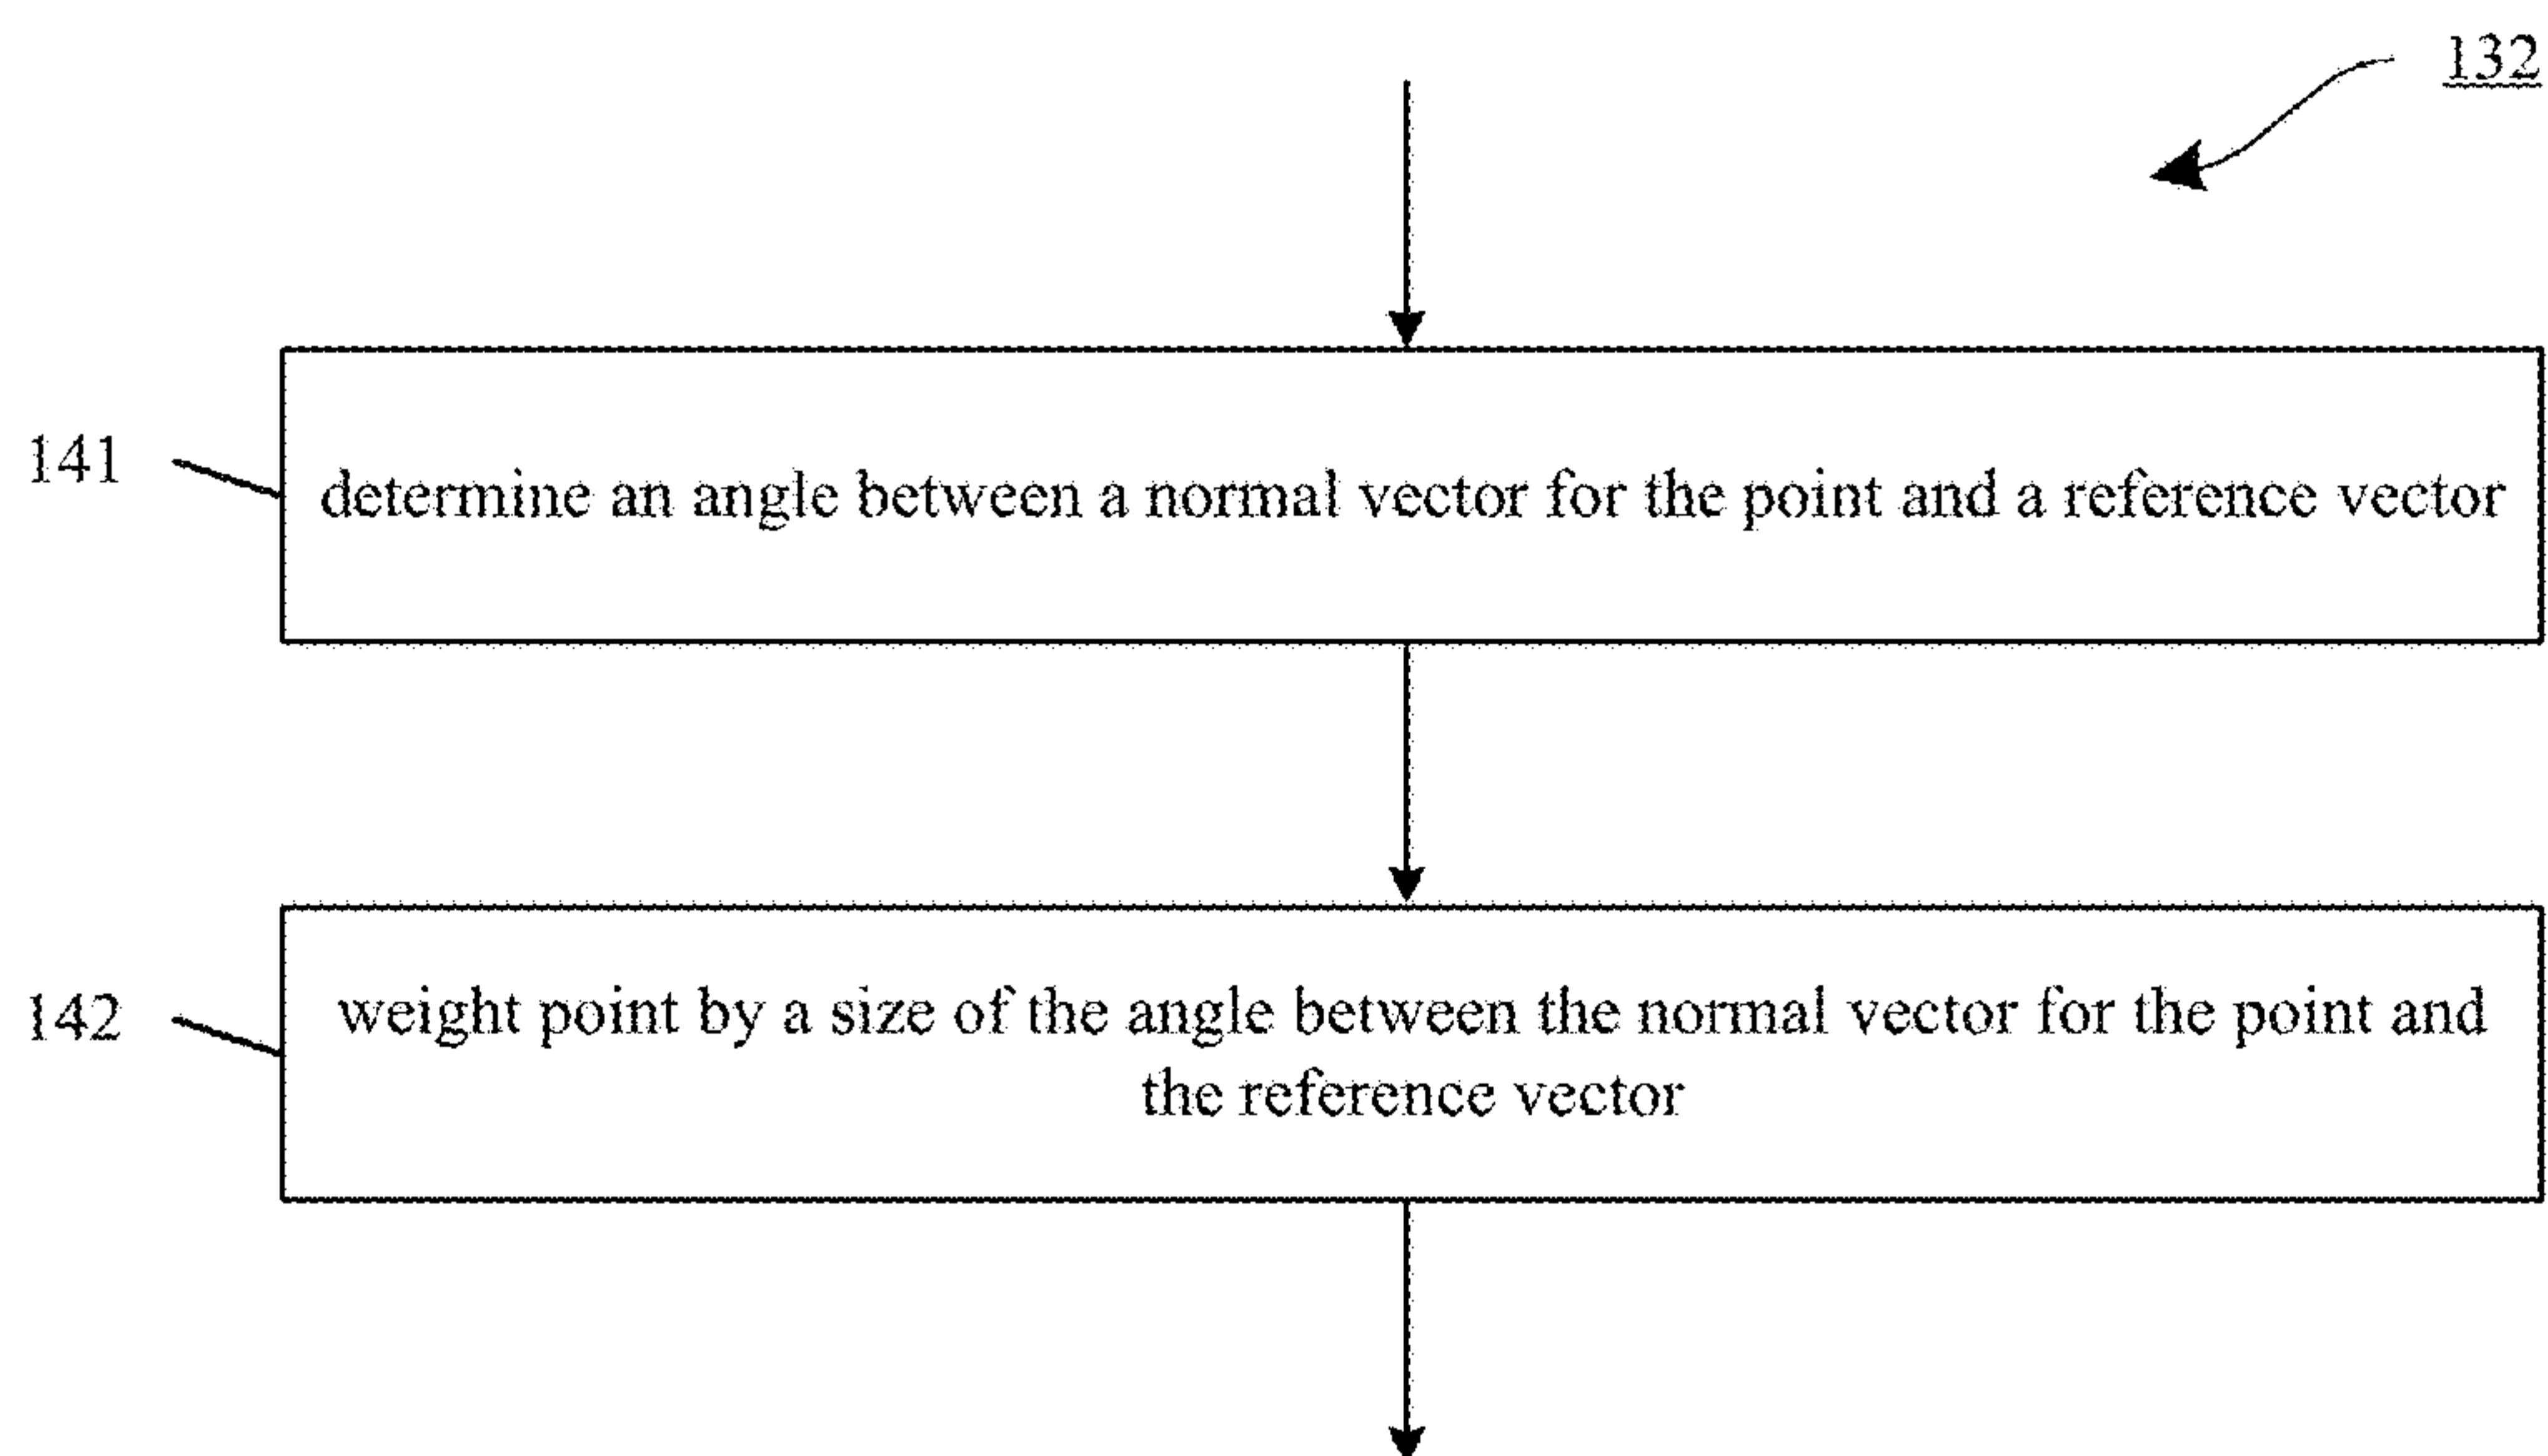 132
141
determine an angle between a normal vector for the point and a reference vector
142
weight point by a size of the angle between the normal vector for the point and
the reference vector